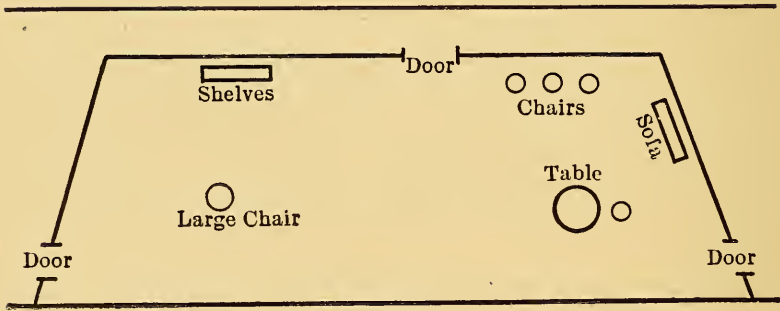 Door
Shelves
Chairs
Sofa
Table
Large Chair
Door
Door